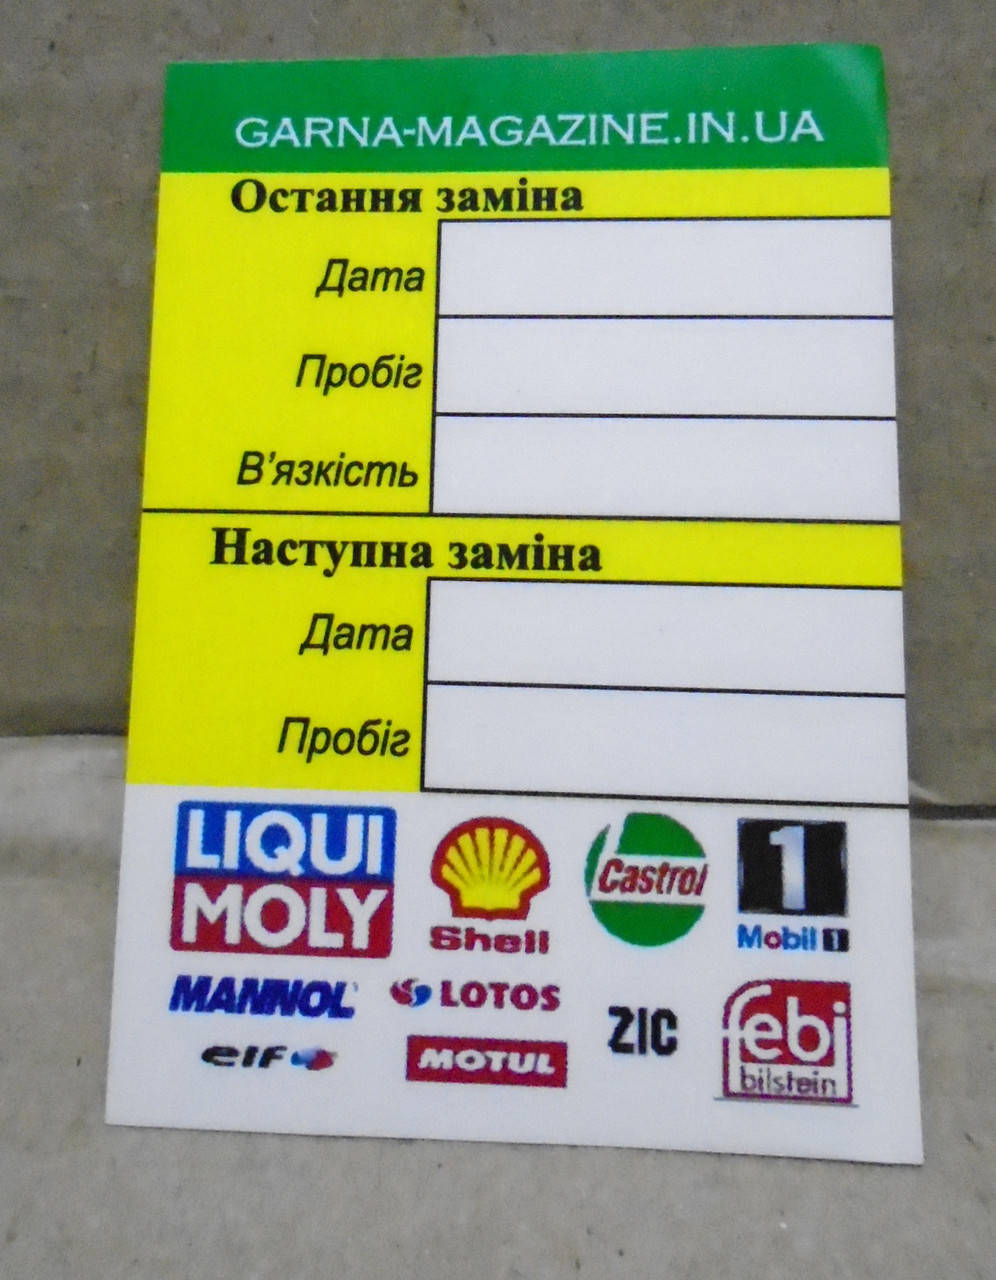 GARNA-MAGAZINE.IN.UA
Остання заміна
Дата
Пробіг
В'язкість
Наступна заміна
Дата
Пробіг
LIQUI
MOLY
Shell
Castrol
1
Mobil 1
MANNOL
LOTOS
ZIC
febi
bilstein
elf
MOTUL